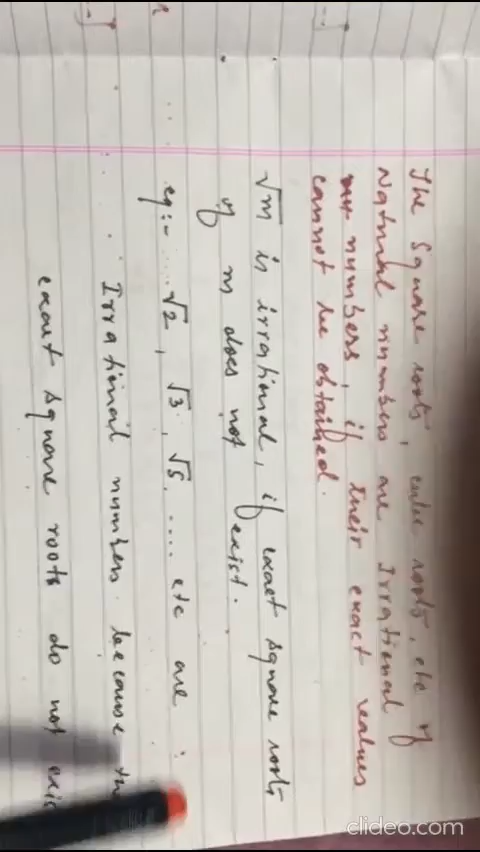 The Square roots, cube roots, etc of
Natural numbers are Irrational
numbers, if their exact values
cannot be obtained.
√m is irrational, if exact square roots
of m does not exist.
eg:- .... √2, √3, √5, .... etc are
Irrational numbers because
exact square roots do not
clideo.com